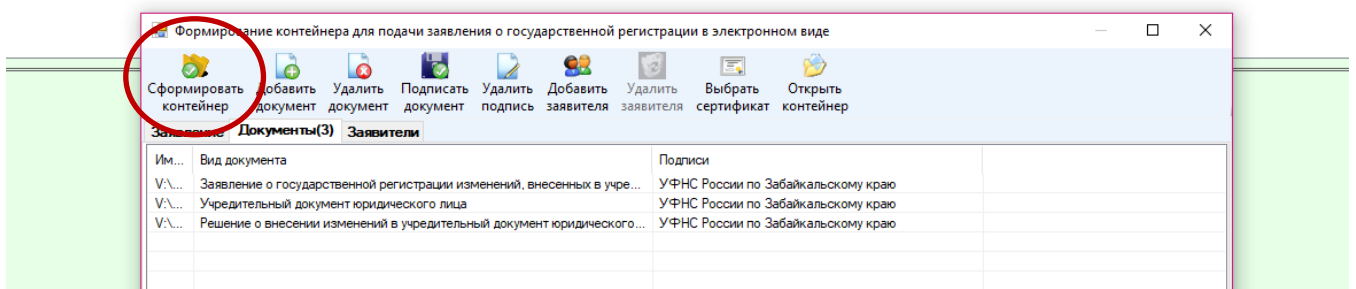 Формирование контейнера для подачи заявления о государственной регистрации в электронном виде
Сформировать Добавить Удалить Подписать Удалить Добавить Удалить Выбрать Открыть
контейнер документ документ документ подпись заявителя заявителя сертификат контейнер
Заявление Документы(3) Заявители
Им... Вид документа Подписи
V:\... Заявление о государственной регистрации изменений, внесенных в учре... УФНС России по Забайкальскому краю
V:\... Учредительный документ юридического лица УФНС России по Забайкальскому краю
V:\... Решение о внесении изменений в учредительный документ юридического... УФНС России по Забайкальскому краю